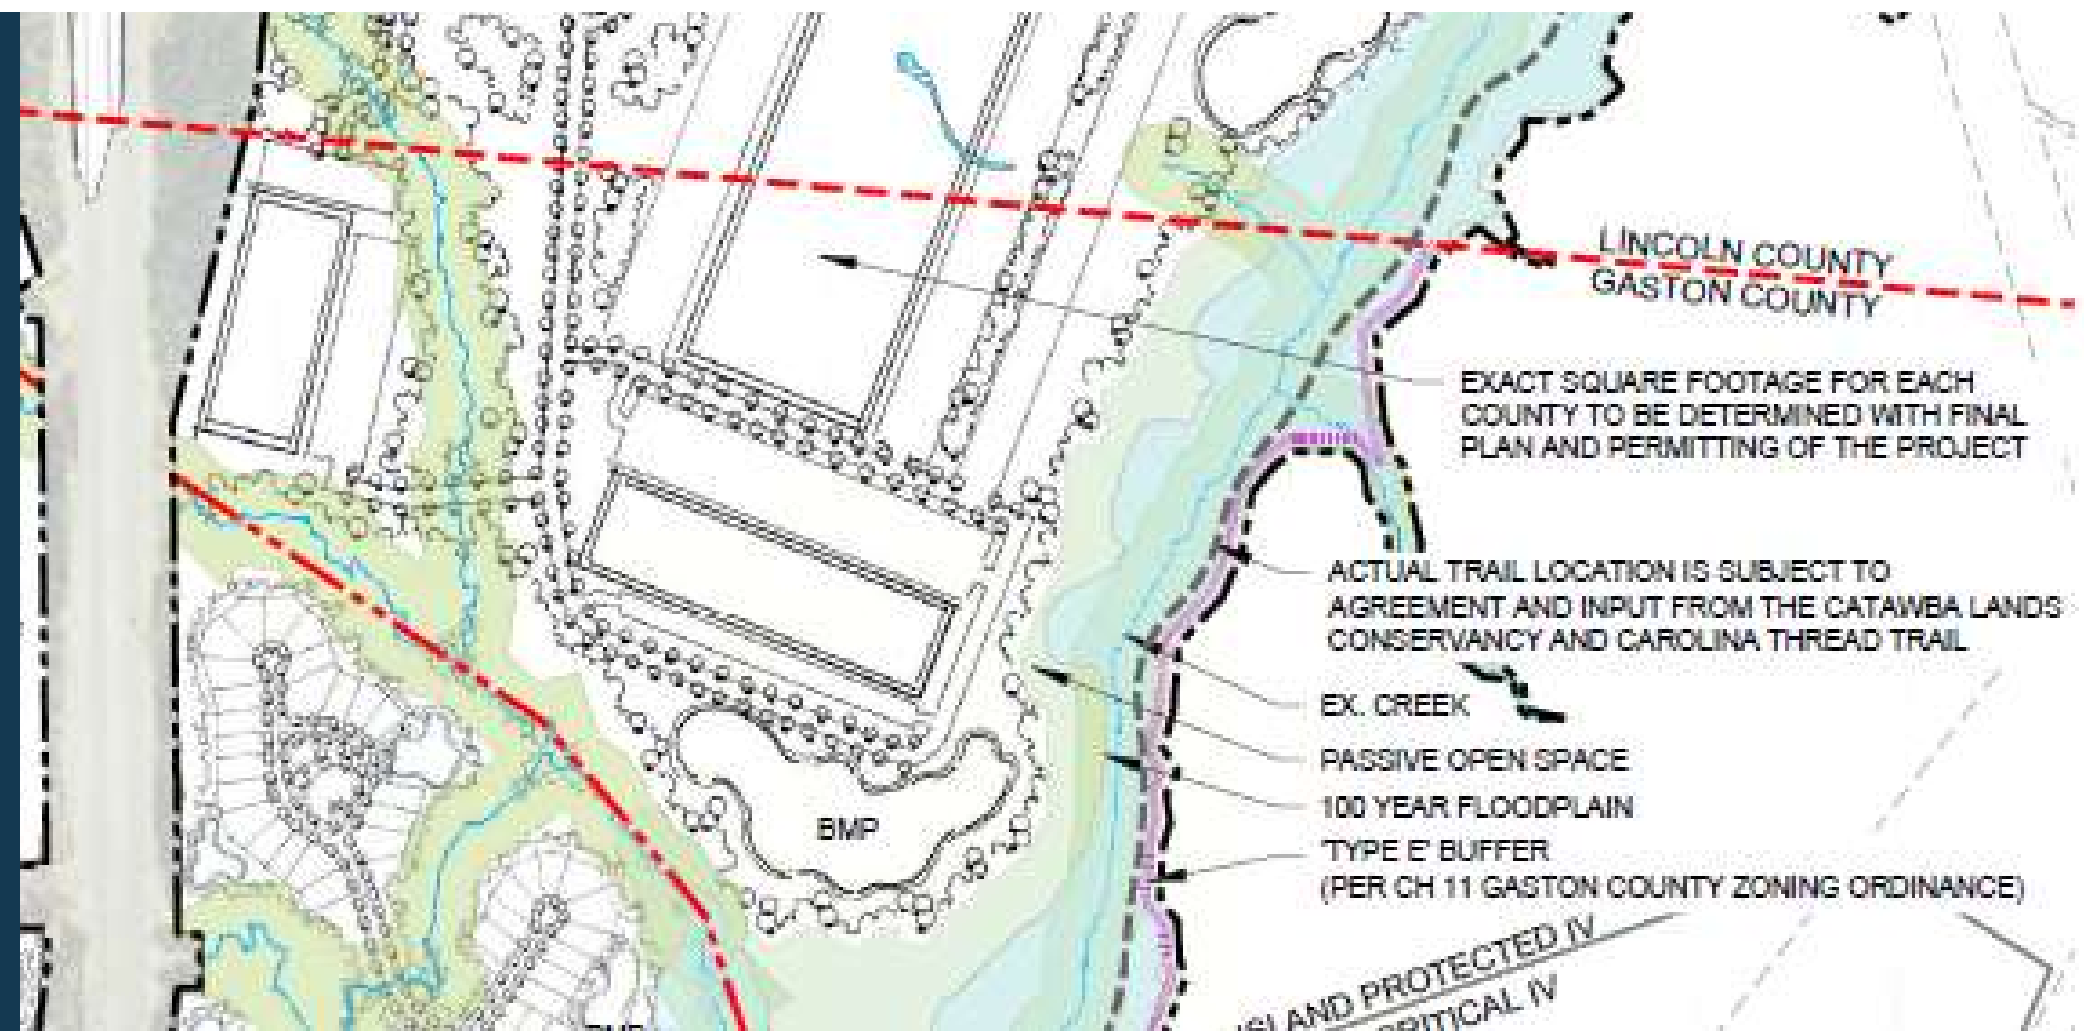 LINCOLN COUNTY
GASTON COUNTY
EXACT SQUARE FOOTAGE FOR EACH
COUNTY TO BE DETERMINED WITH FINAL
PLAN AND PERMITTING OF THE PROJECT
ACTUAL TRAIL LOCATION IS SUBJECT TO
AGREEMENT AND INPUT FROM THE CATAWBA LANDS
CONSERVANCY AND CAROLINA THREAD TRAIL
EX. CREEK
PASSIVE OPEN SPACE
100 YEAR FLOODPLAIN
'TYPE E' BUFFER
(PER CH 11 GASTON COUNTY ZONING ORDINANCE)
BMP
PROTECTED IV
IV